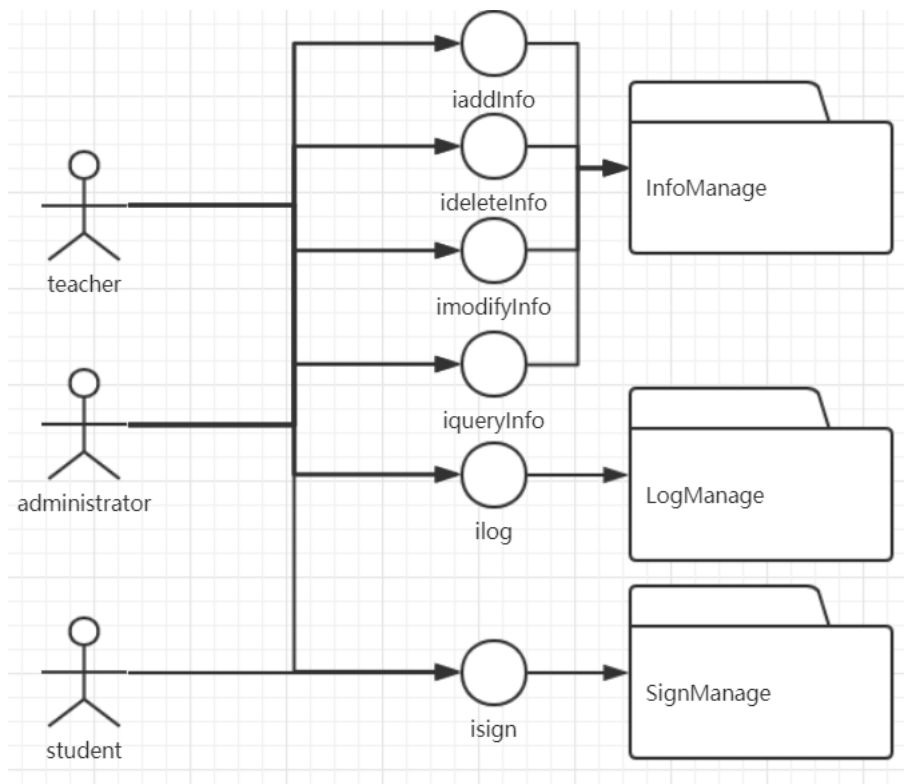 iaddInfo
ideleteInfo
InfoManage
teacher
imodifyInfo
iqueryInfo
administrator
LogManage
ilog
student
isign
SignManage